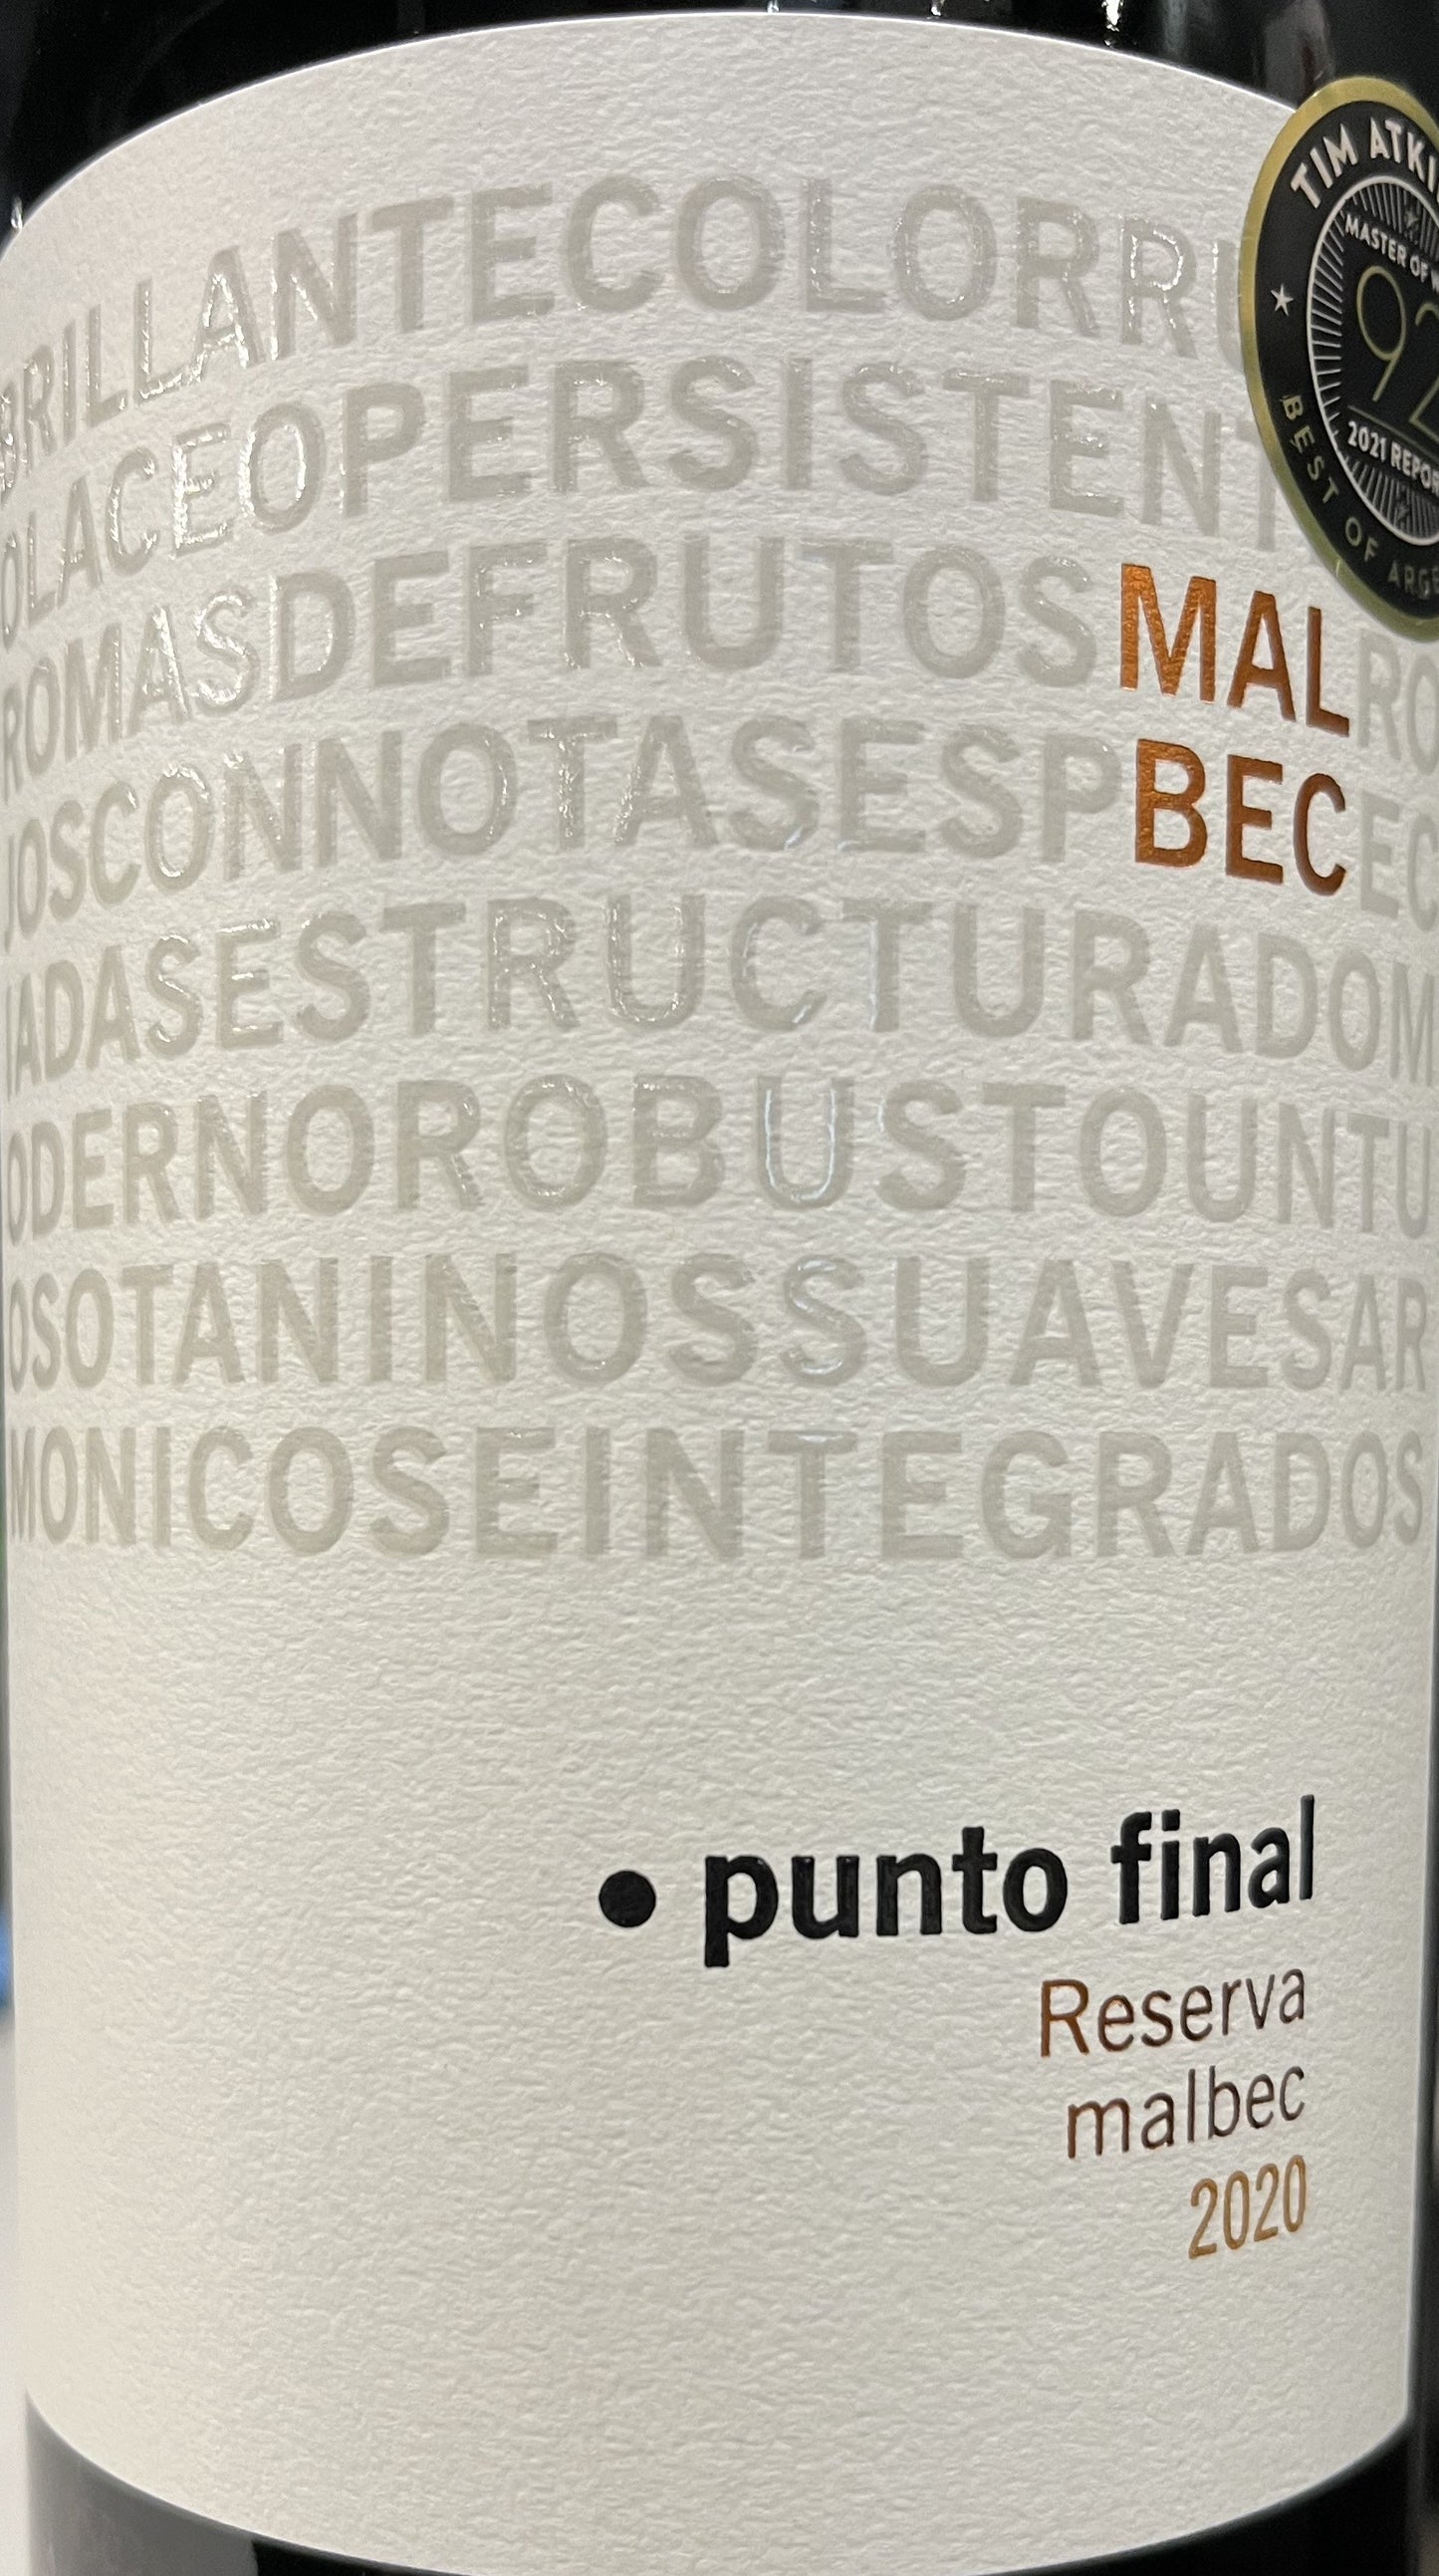 BRILLANTECOLORRU
OLACEOPERSISTENT
ROMASDEFRUTOSMALRO
JOSCONNOTASESPBECEC
IADASESTRUCTURADOM
ODERNOROBUSTOUNTU
OSOTANINOSSUAVESAR
MONICOSEINTEGRADOS
• punto final
Reserva
malbec
2020
TIM ATKI
MASTER OF W
92
2021 REPOR
BEST OF ARGE